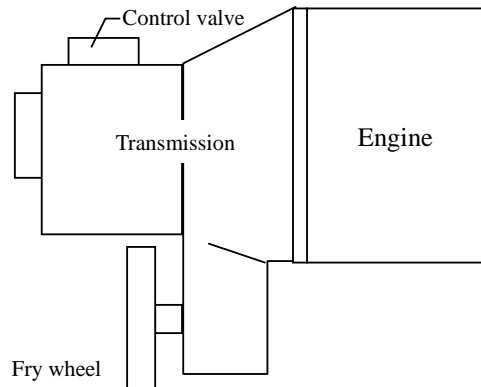 Control valve
Transmission
Engine
Fry wheel